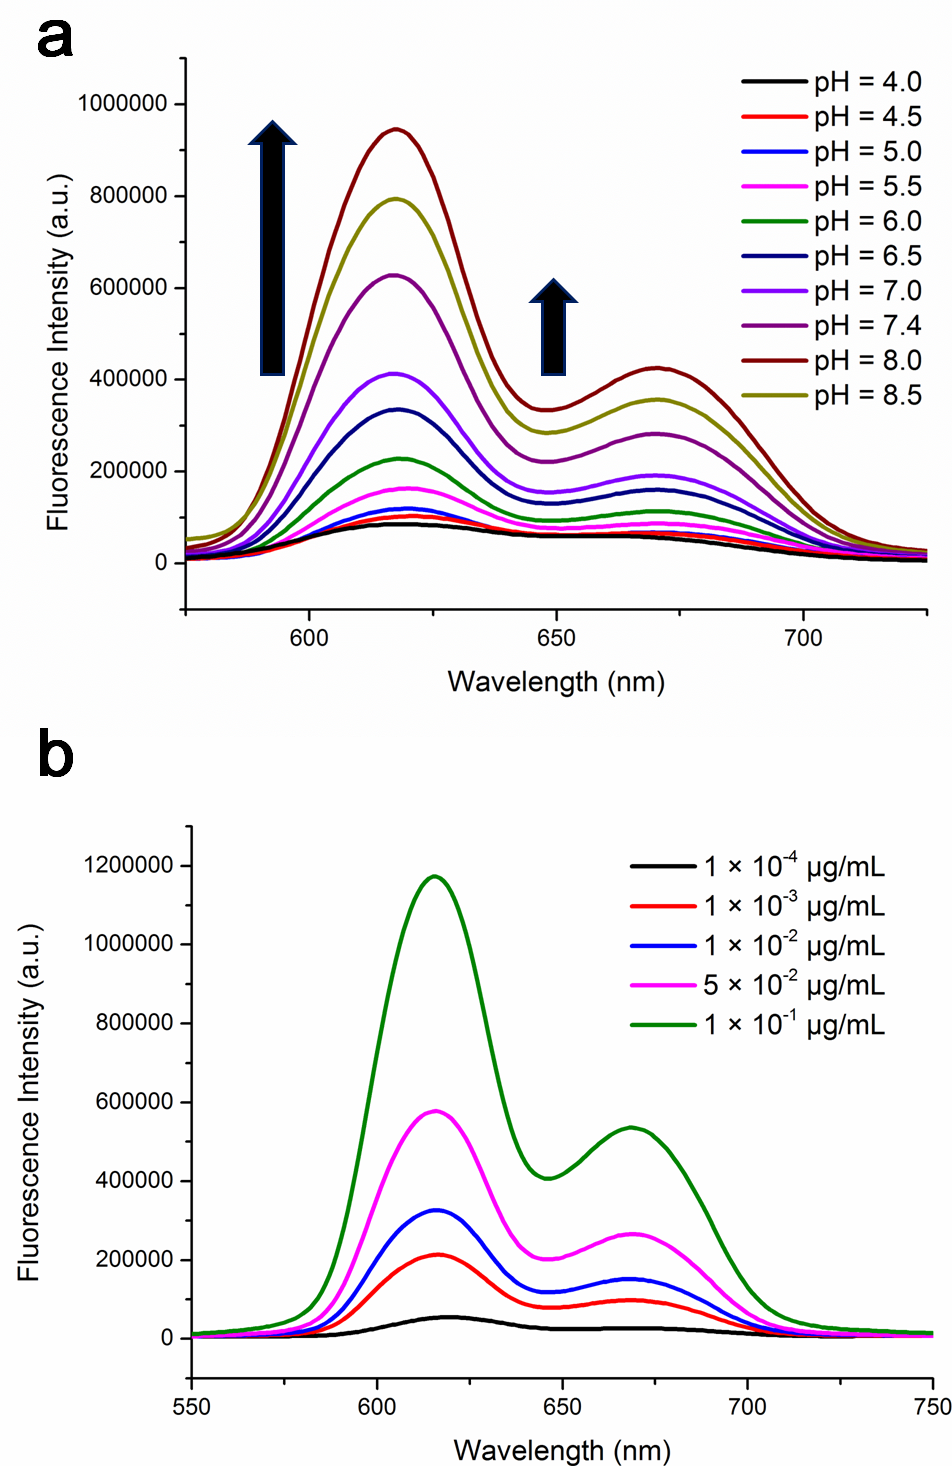 a
1000000
800000
600000
400000
200000
0
Fluorescence Intensity (a.u.)
pH = 4.0
pH = 4.5
pH = 5.0
pH = 5.5
pH = 6.0
pH = 6.5
pH = 7.0
pH = 7.4
pH = 8.0
pH = 8.5
600 650 700
Wavelength (nm)
b
1200000
1000000
800000
600000
400000
200000
0
Fluorescence Intensity (a.u.)
1 × 10⁻⁴ µg/mL
1 × 10⁻³ µg/mL
1 × 10⁻² µg/mL
5 × 10⁻² µg/mL
1 × 10⁻¹ µg/mL
550 600 650 700 750
Wavelength (nm)